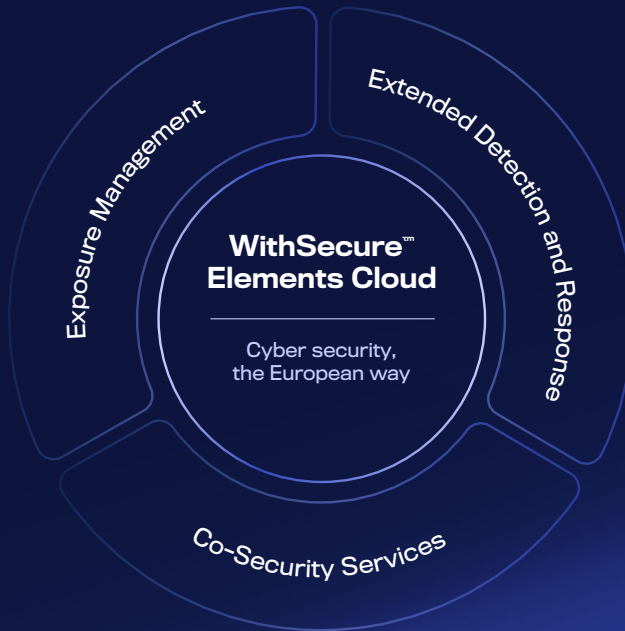 Exposure Management
Extended Detection and Response
WithSecure™
Elements Cloud
Cyber security,
the European way
Co-Security Services